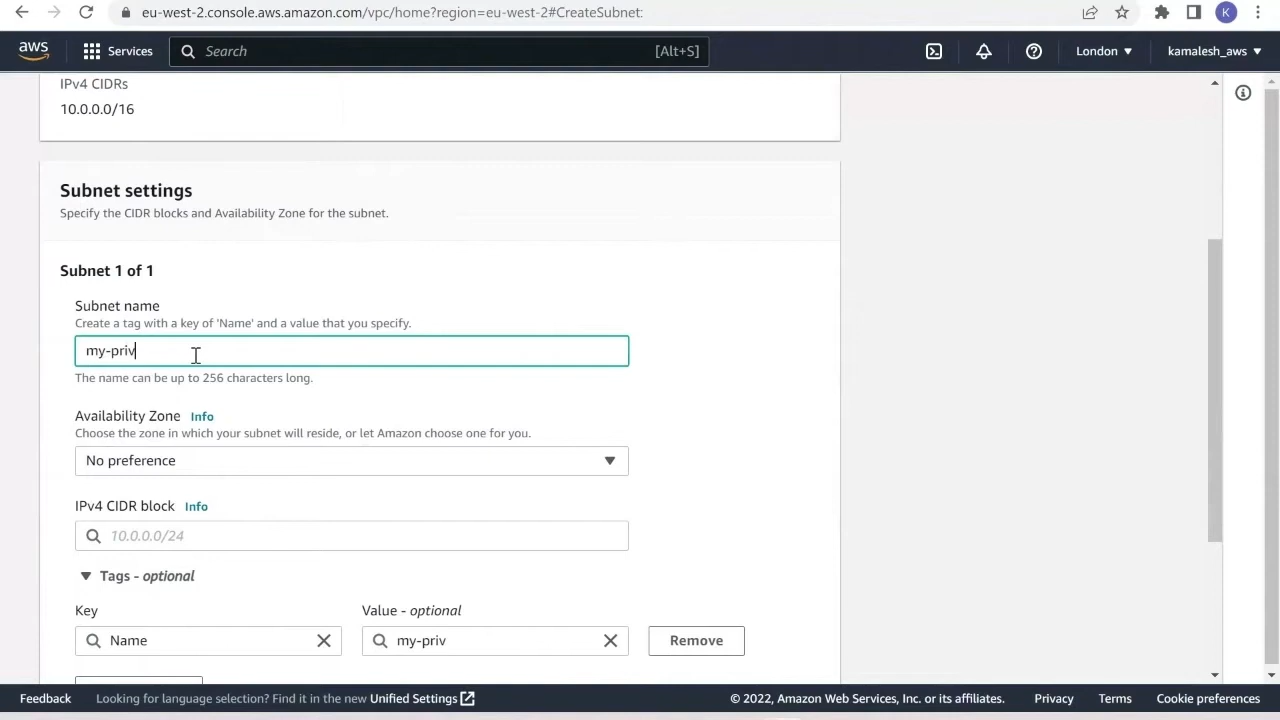 eu-west-2.console.aws.amazon.com/vpc/home?region=eu-west-2#CreateSubnet:
K
aws
Services
Search
[Alt+S]
London
kamalesh_aws
IPv4 CIDRs
10.0.0.0/16
Subnet settings
Specify the CIDR blocks and Availability Zone for the subnet.
Subnet 1 of 1
Subnet name
Create a tag with a key of 'Name' and a value that you specify.
my-priv
The name can be up to 256 characters long.
Availability Zone Info
Choose the zone in which your subnet will reside, or let Amazon choose one for you.
No preference
IPv4 CIDR block Info
10.0.0.0/24
Tags - optional
Key
Value - optional
Name
my-priv
Remove
Feedback
Looking for language selection? Find it in the new Unified Settings
© 2022, Amazon Web Services, Inc. or its affiliates.
Privacy
Terms
Cookie preferences